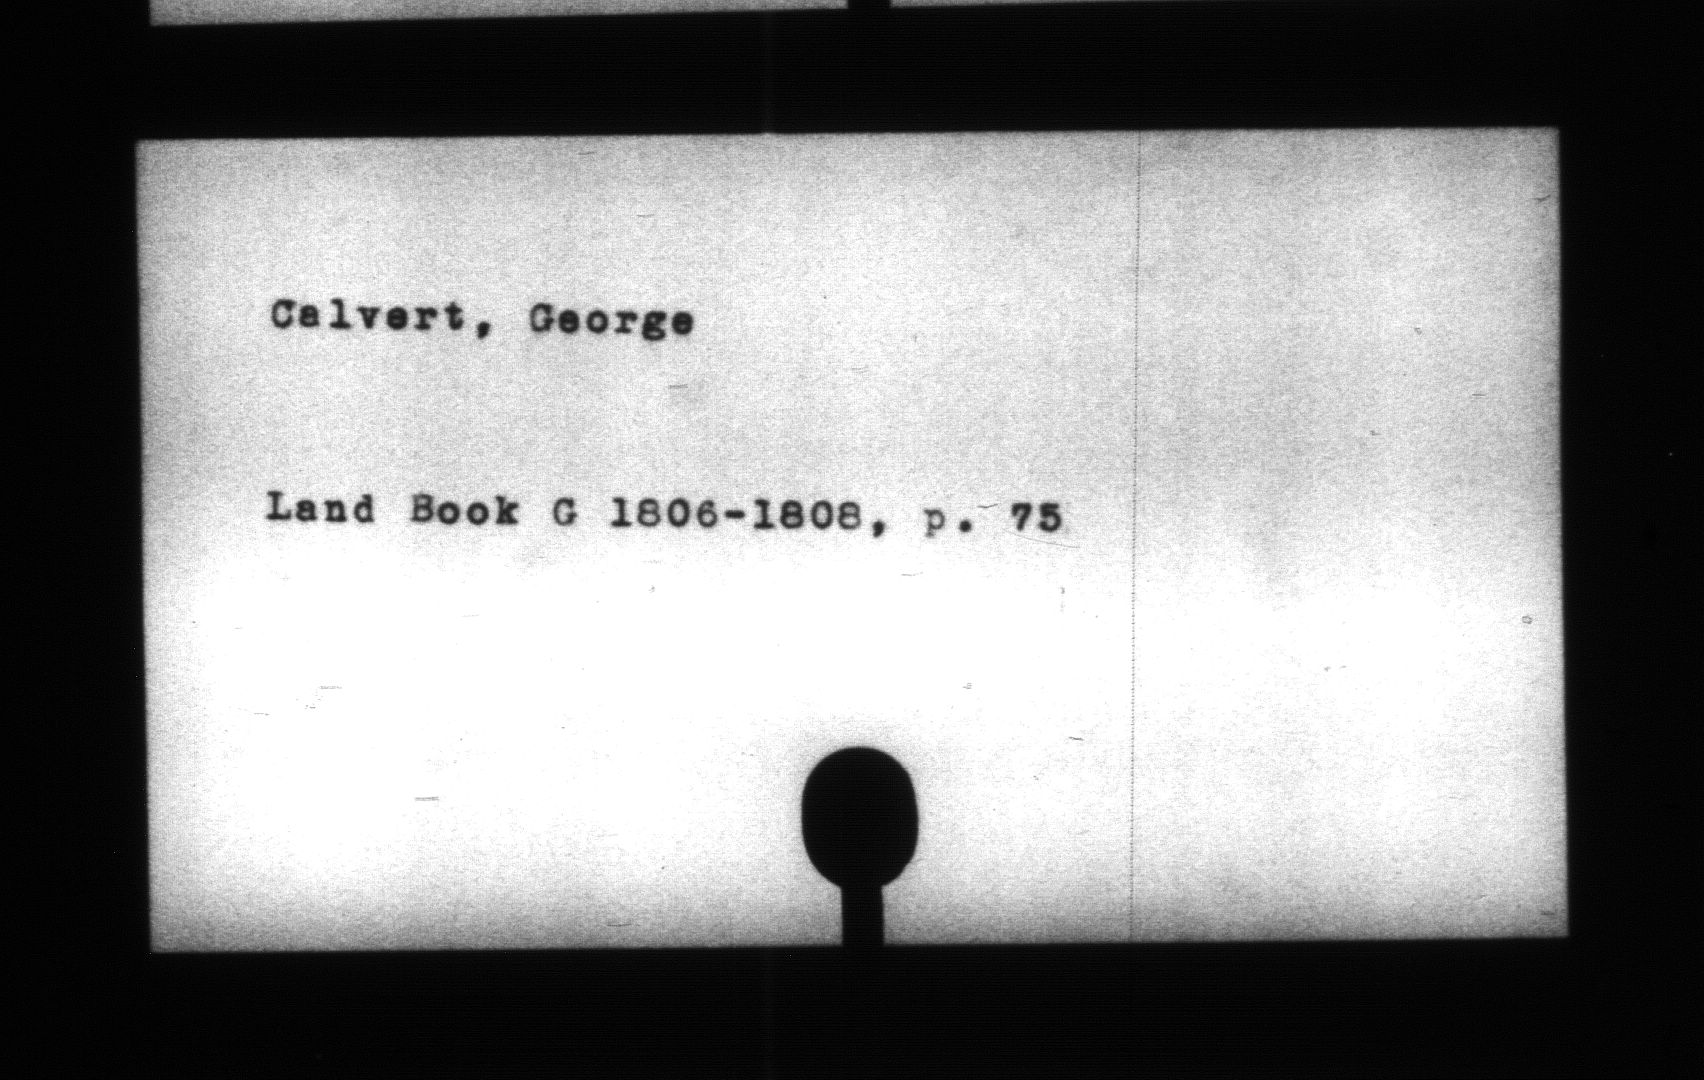 Calvert, George
Land Book G 1806-1808, p. 75